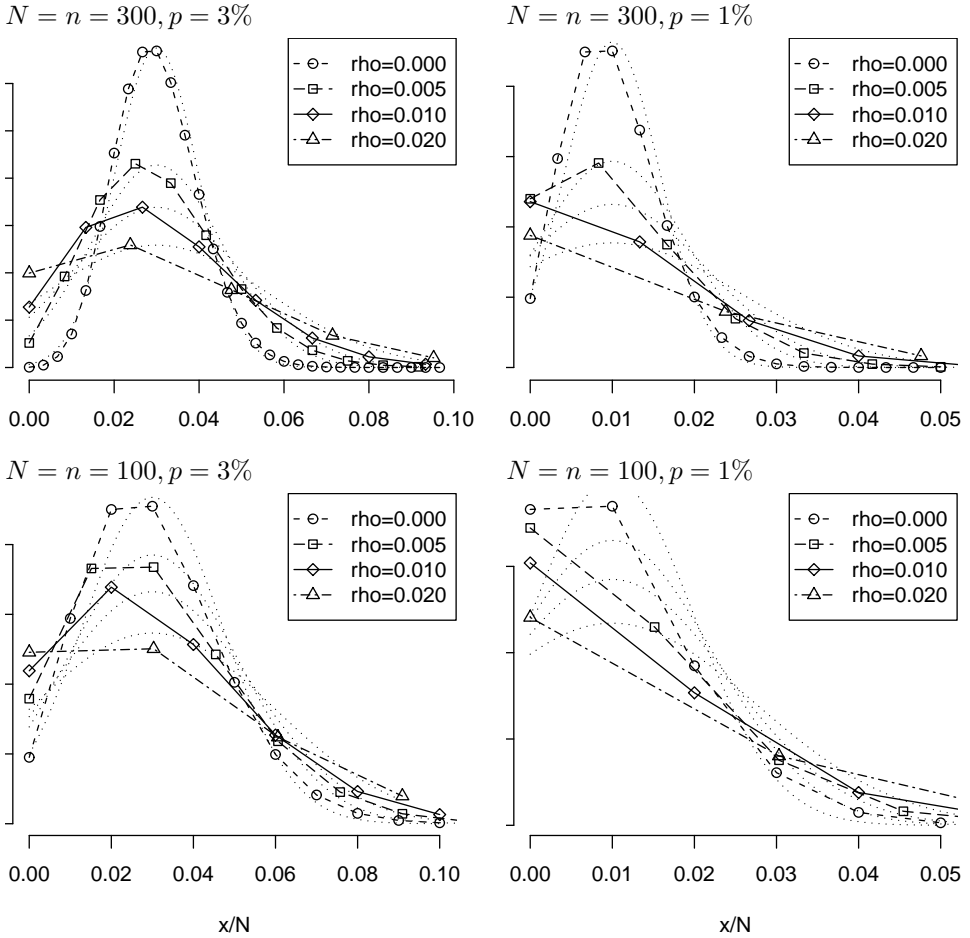 N = n = 300, p = 3%
rho=0.000
rho=0.005
rho=0.010
rho=0.020
0.00 0.02 0.04 0.06 0.08 0.10
N = n = 300, p = 1%
rho=0.000
rho=0.005
rho=0.010
rho=0.020
0.00 0.01 0.02 0.03 0.04 0.05
N = n = 100, p = 3%
rho=0.000
rho=0.005
rho=0.010
rho=0.020
0.00 0.02 0.04 0.06 0.08 0.10
x/N
N = n = 100, p = 1%
rho=0.000
rho=0.005
rho=0.010
rho=0.020
0.00 0.01 0.02 0.03 0.04 0.05
x/N